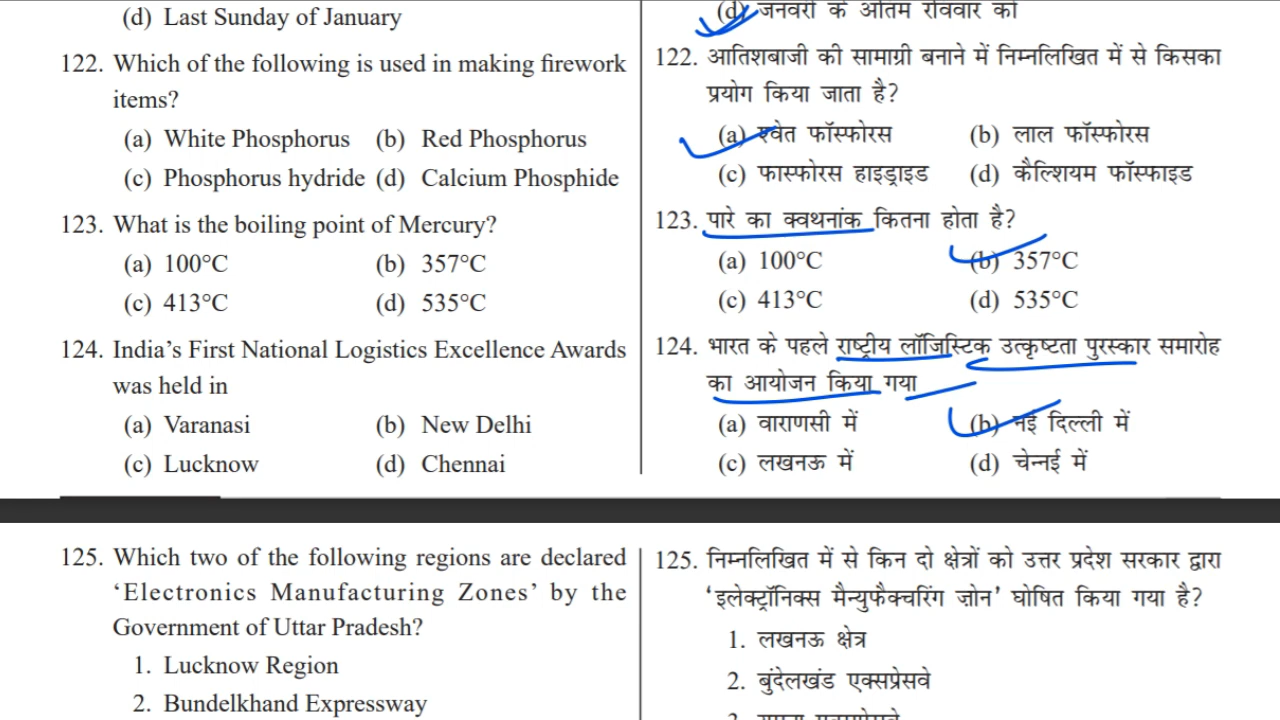 (d) Last Sunday of January
122. Which of the following is used in making firework
items?
(a) White Phosphorus (b) Red Phosphorus
(c) Phosphorus hydride (d) Calcium Phosphide
123. What is the boiling point of Mercury?
(a) 100°C (b) 357°C
(c) 413°C (d) 535°C
124. India's First National Logistics Excellence Awards
was held in
(a) Varanasi (b) New Delhi
(c) Lucknow (d) Chennai
125. Which two of the following regions are declared
‘Electronics Manufacturing Zones’ by the
Government of Uttar Pradesh?
1. Lucknow Region
2. Bundelkhand Expressway
(d) जनवरी के अंतिम रविवार को
122. आतिशबाजी की सामाग्री बनाने में निम्नलिखित में से किसका
प्रयोग किया जाता है?
(a) श्वेत फॉस्फोरस (b) लाल फॉस्फोरस
(c) फास्फोरस हाइड्राइड (d) कैल्शियम फॉस्फाइड
123. पारे का क्वथनांक कितना होता है?
(a) 100°C (b) 357°C
(c) 413°C (d) 535°C
124. भारत के पहले राष्ट्रीय लॉजिस्टिक उत्कृष्टता पुरस्कार समारोह
का आयोजन किया गया
(a) वाराणसी में (b) नई दिल्ली में
(c) लखनऊ में (d) चेन्नई में
125. निम्नलिखित में से किन दो क्षेत्रों को उत्तर प्रदेश सरकार द्वारा
‘इलेक्ट्रॉनिक्स मैन्युफैक्चरिंग ज़ोन’ घोषित किया गया है?
1. लखनऊ क्षेत्र
2. बुंदेलखंड एक्सप्रेसवे